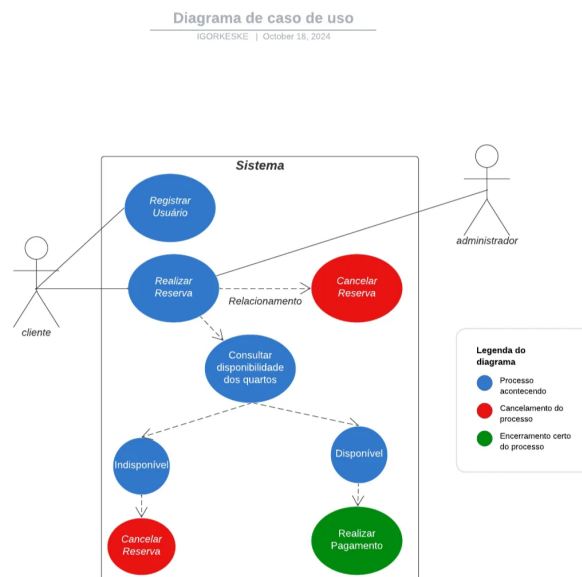 Diagrama de caso de uso
IGORKESKE | October 18, 2024
Sistema
Registrar
Usuário
administrador
Realizar
Reserva
Relacionamento
Cancelar
Reserva
cliente
Consultar
disponibilidade
dos quartos
Legenda do
diagrama
Processo
acontecendo
Cancelamento do
processo
Encerramento certo
do processo
Indisponível
Disponível
Cancelar
Reserva
Realizar
Pagamento